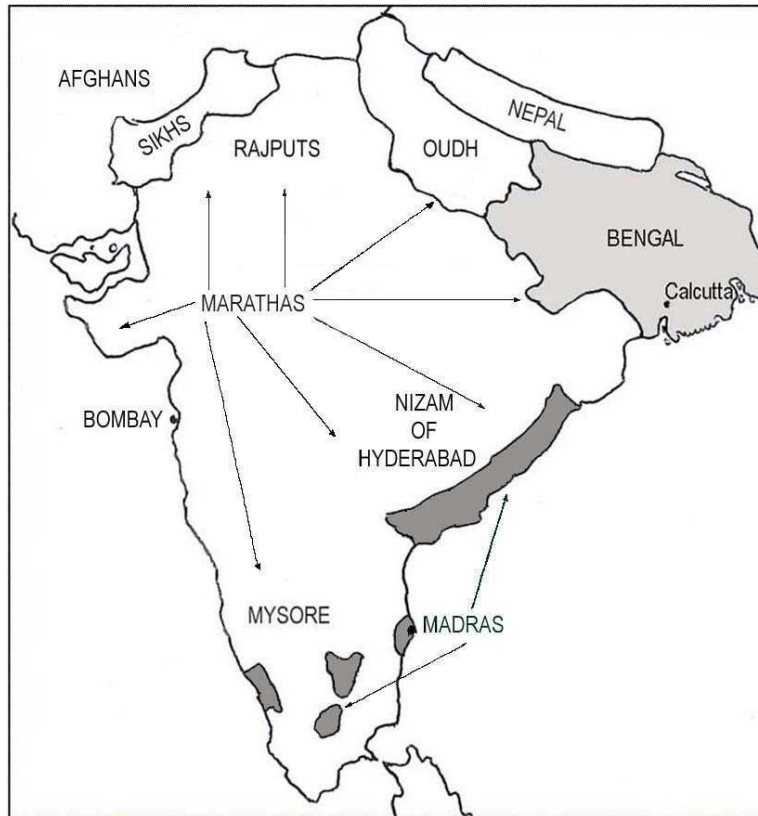 AFGHANS
SIKHS
RAJPUTS
OUDH
NEPAL
BENGAL
Calcutta
MARATHAS
BOMBAY
NIZAM
OF
HYDERABAD
MYSORE
MADRAS